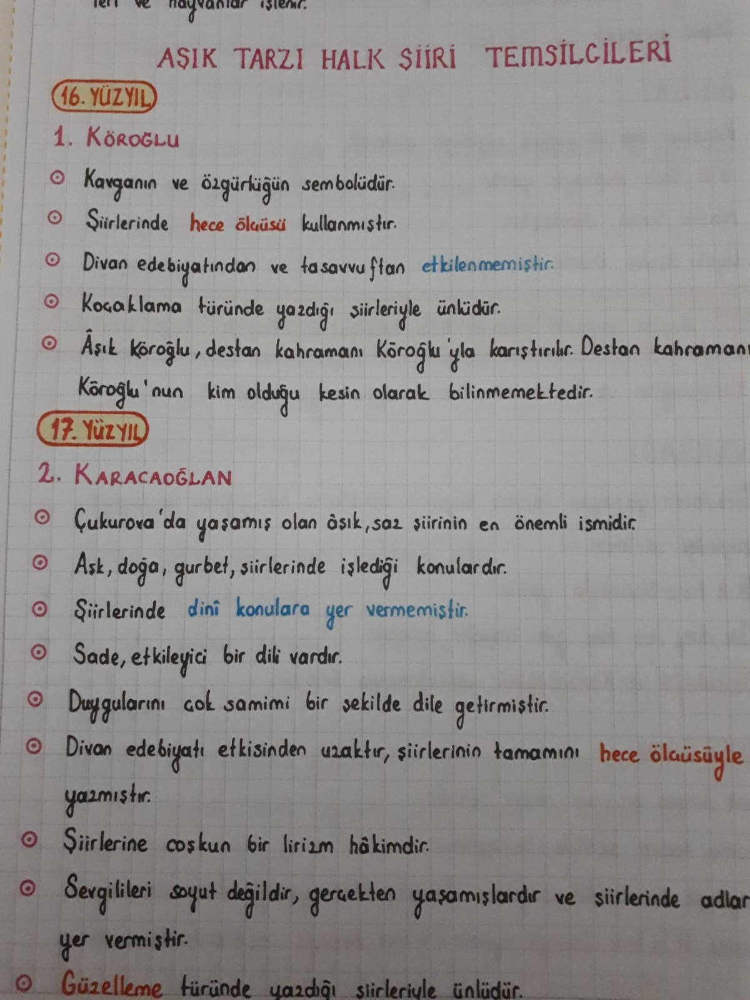 leri ve hayvanlar işlenir.
AŞIK TARZI HALK ŞİİRİ TEMSİLCİLERİ
16. YÜZYIL
1. KÖROĞLU
Kavganın ve özgürlüğün sembolüdür.
Şiirlerinde hece ölçüsü kullanmıştır.
Divan edebiyatından ve tasavvuftan etkilenmemiştir.
Koçaklama türünde yazdığı şiirleriyle ünlüdür.
Âşık Köroğlu, destan kahramanı Köroğlu'yla karıştırılır. Destan kahramanı
Köroğlu'nun kim olduğu kesin olarak bilinmemektedir.
17. YÜZYIL
2. KARACAOĞLAN
Çukurova'da yaşamış olan âşık, saz şiirinin en önemli ismidir.
Aşk, doğa, gurbet, şiirlerinde işlediği konulardır.
Şiirlerinde dinî konulara yer vermemiştir.
Sade, etkileyici bir dili vardır.
Duygularını çok samimi bir şekilde dile getirmiştir.
Divan edebiyatı etkisinden uzaktır, şiirlerinin tamamını hece ölçüsüyle
yazmıştır.
Şiirlerine coşkun bir lirizm hâkimdir.
Sevgilileri soyut değildir, gerçekten yaşamışlardır ve şiirlerinde adlar
yer vermiştir.
Güzelleme türünde yazdığı şiirleriyle ünlüdür.